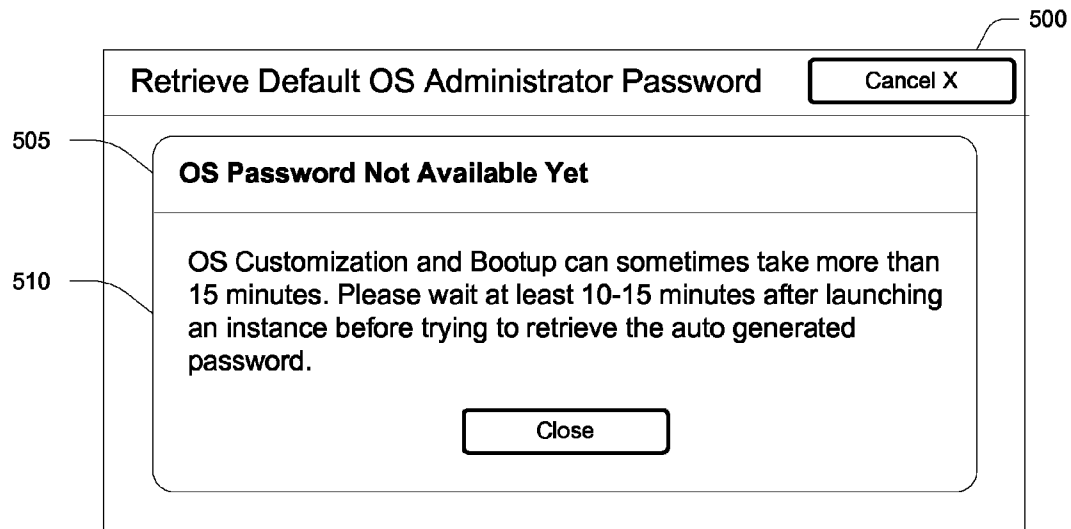 500
Retrieve Default OS Administrator Password
Cancel X
505
OS Password Not Available Yet
510
OS Customization and Bootup can sometimes take more than
15 minutes. Please wait at least 10-15 minutes after launching
an instance before trying to retrieve the auto generated
password.
Close